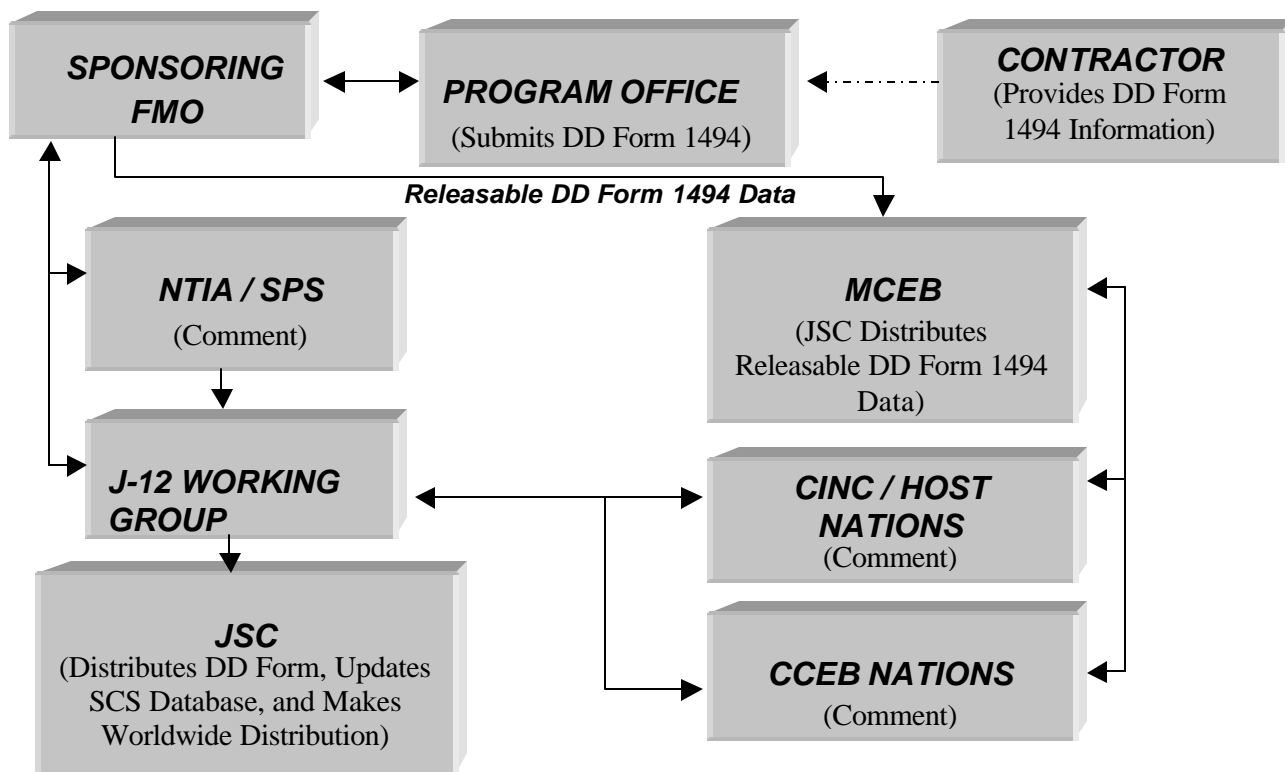 SPONSORING
FMO
PROGRAM OFFICE
(Submits DD Form 1494)
CONTRACTOR
(Provides DD Form
1494 Information)
Releasable DD Form 1494 Data
NTIA / SPS
(Comment)
MCEB
(JSC Distributes
Releasable DD Form 1494
Data)
J-12 WORKING
GROUP
CINC / HOST
NATIONS
(Comment)
JSC
(Distributes DD Form, Updates
SCS Database, and Makes
Worldwide Distribution)
CCEB NATIONS
(Comment)